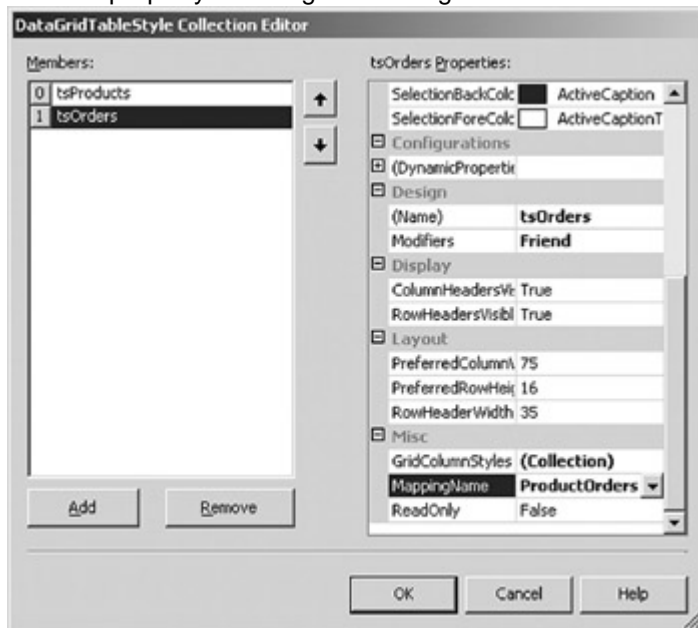 DataGridTableStyle Collection Editor
Members:
tsOrders Properties:
0 tsProducts
1 tsOrders
SelectionBackColc ActiveCaption
SelectionForeColc ActiveCaptionT
Configurations
(DynamicPropertie
Design
(Name) tsOrders
Modifiers Friend
Display
ColumnHeadersVi True
RowHeadersVisibl True
Layout
PreferredColumnV 75
PreferredRowHeig 16
RowHeaderWidth 35
Misc
GridColumnStyles (Collection)
MappingName ProductOrders
ReadOnly False
Add Remove
OK Cancel Help